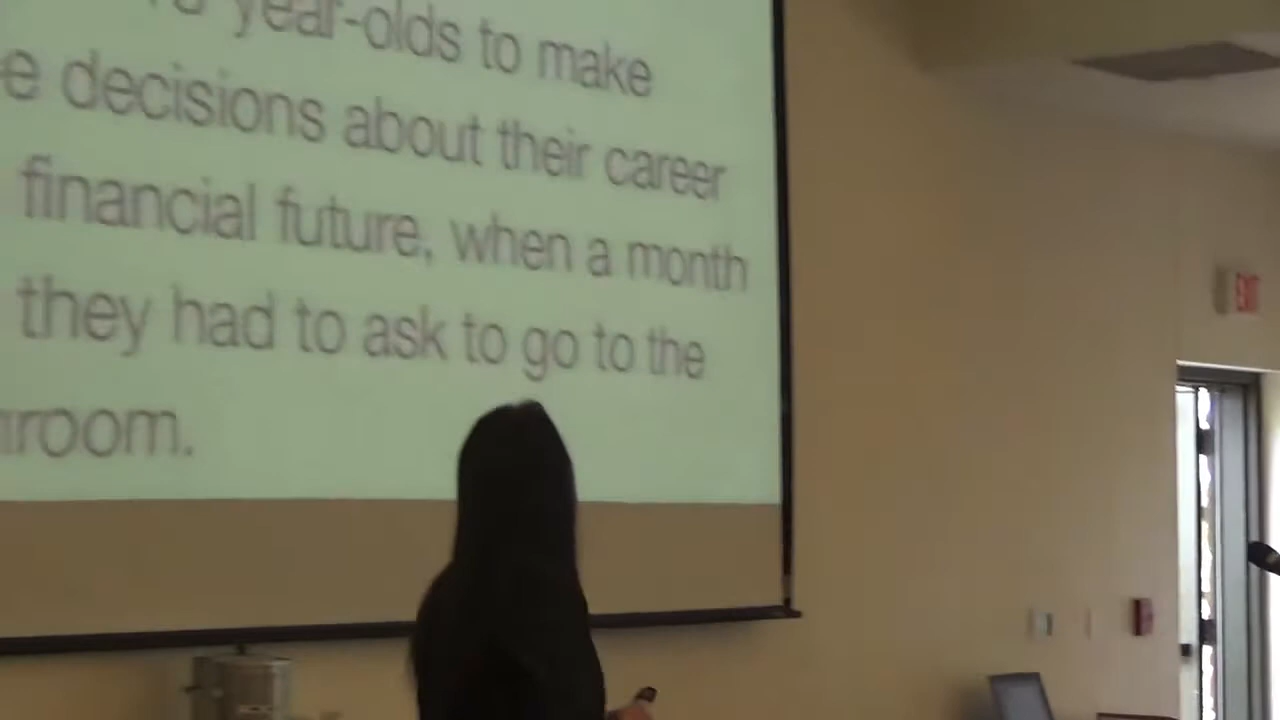 year-olds to make
e decisions about their career
financial future, when a month
they had to ask to go to the
room.
EXIT